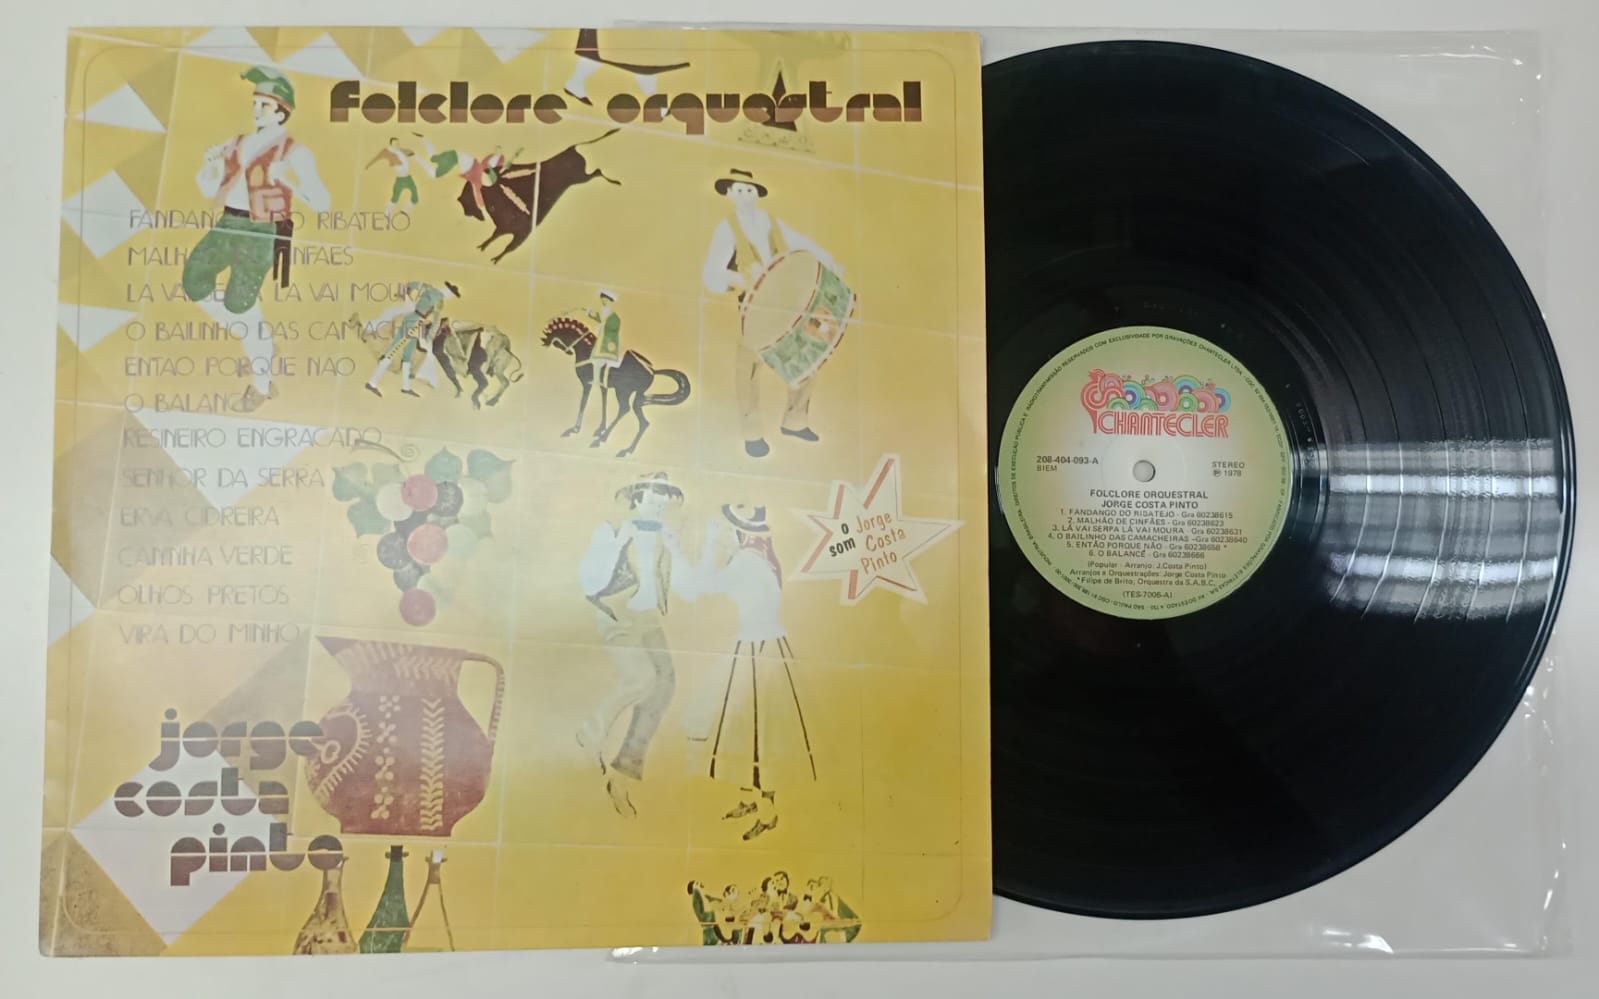 folclore orquestral
FANDANGO DO RIBATEJO
MALHÃO DE CINFAES
LA VAI SERPA LA VAI MOURA
O BAILINHO DAS CAMACHEIRAS
ENTAO PORQUE NAO
O BALANCE
RESINEIRO ENGRACADO
SENHOR DA SERRA
ERVA CIDREIRA
CANINHA VERDE
OLHOS PRETOS
VIRA DO MINHO
o Jorge
som Costa
Pinto
jorge
costa
pinto
CHANTECLER
208-404-093-A
BIEM
STEREO
℗ 1978
FOLCLORE ORQUESTRAL
JORGE COSTA PINTO
1. FANDANGO DO RIBATEJO - Gra 60238615
2. MALHÃO DE CINFÃES - Gra 60238623
3. LÁ VAI SERPA LÁ VAI MOURA - Gra 60238631
4. O BAILINHO DAS CAMACHEIRAS - Gra 60238640
5. ENTÃO PORQUE NÃO - Gra 60238658 *
6. O BALANCÊ - Gra 60238666
(Popular - Arranjo: J.Costa Pinto)
Arranjos e Orquestrações: Jorge Costa Pinto
* Filipe de Brito, Orquestra da S.A.B.C.
(TES-7006-A)